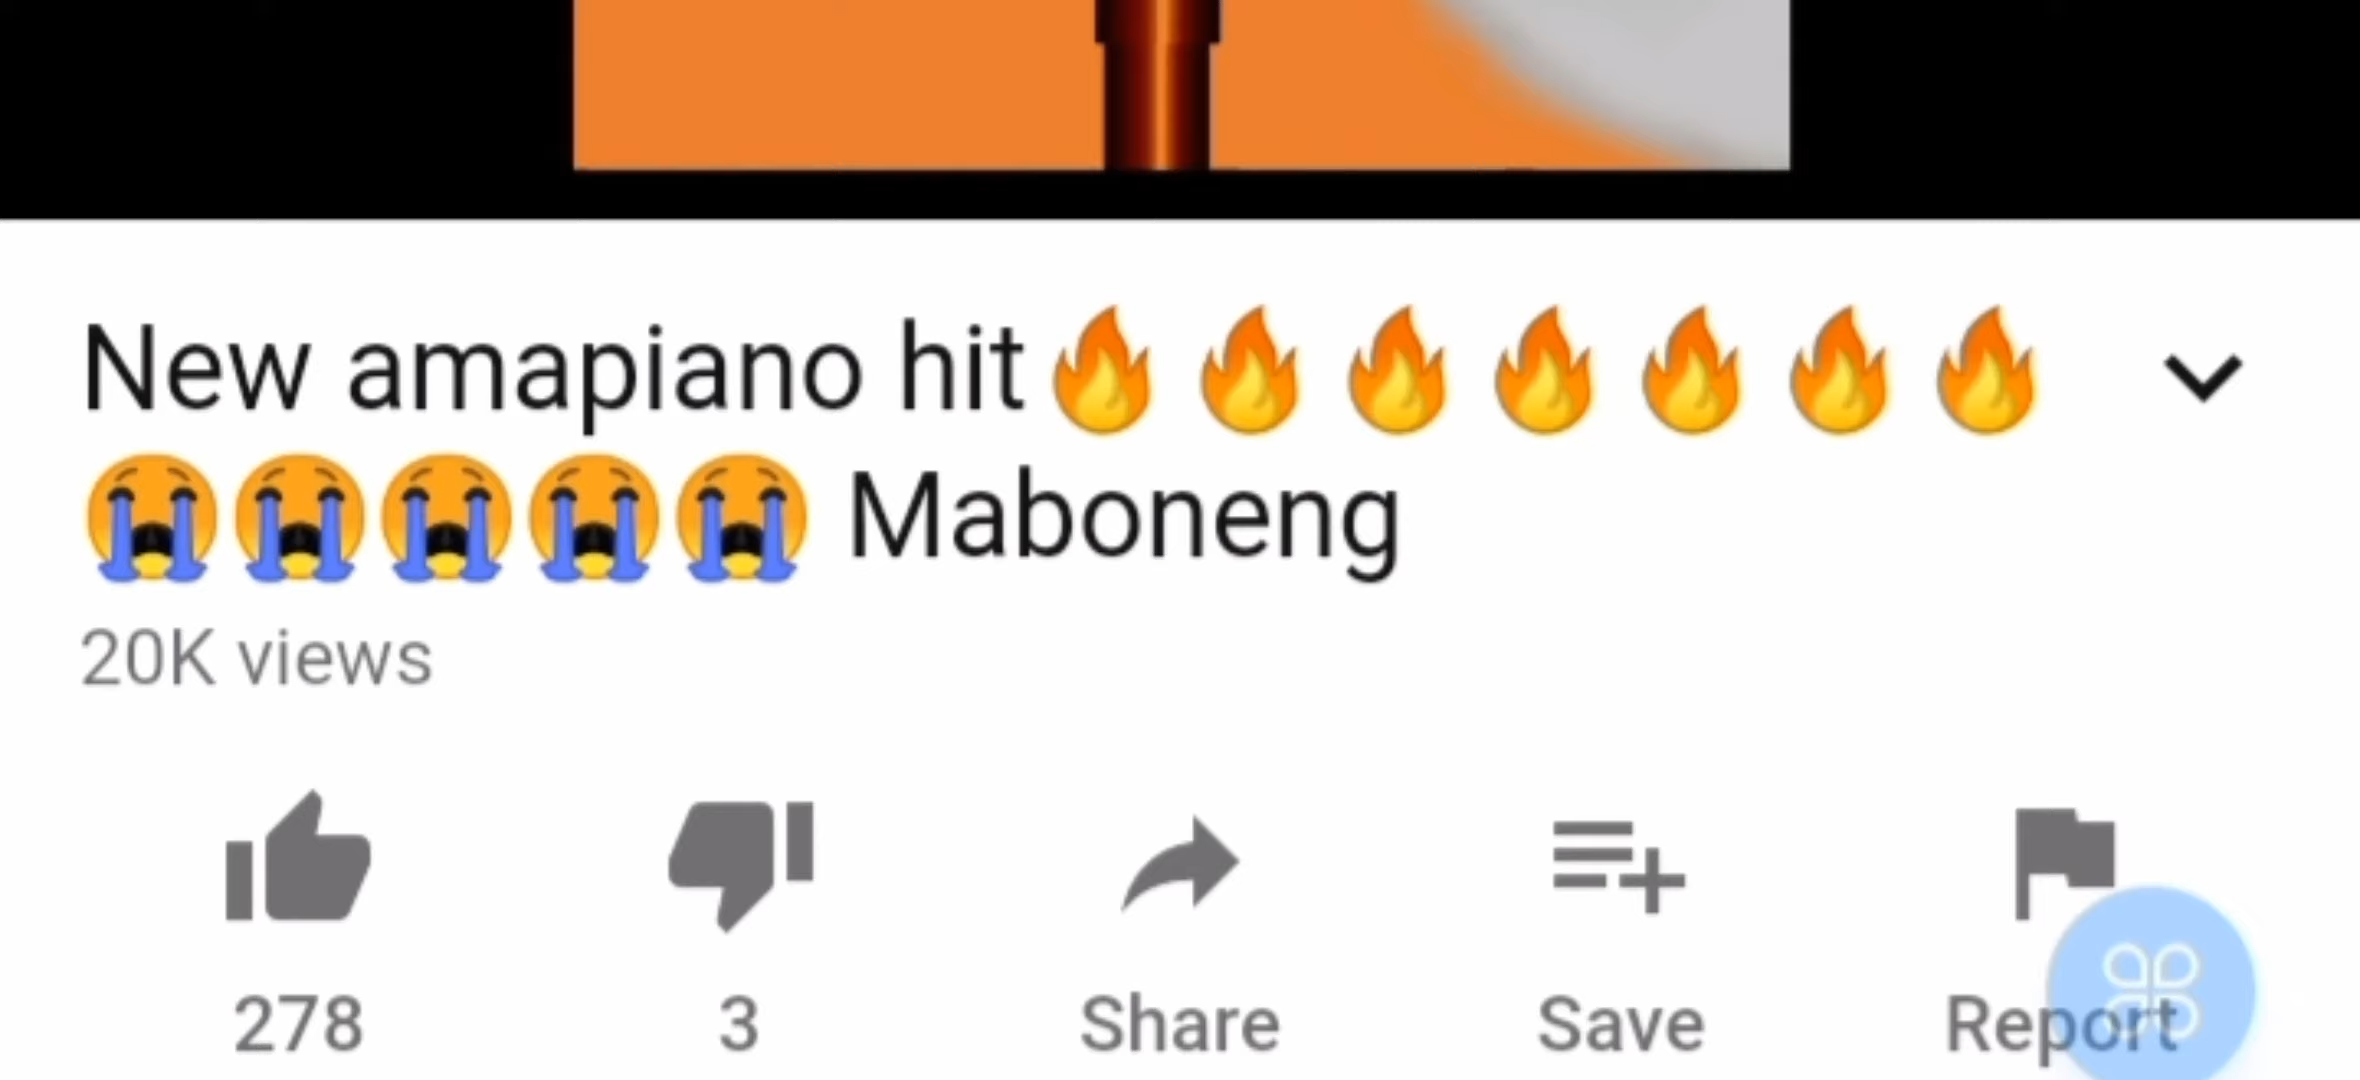 New amapiano hit🔥🔥🔥🔥🔥🔥🔥
😭😭😭😭😭 Maboneng
20K views
278 3 Share Save Report